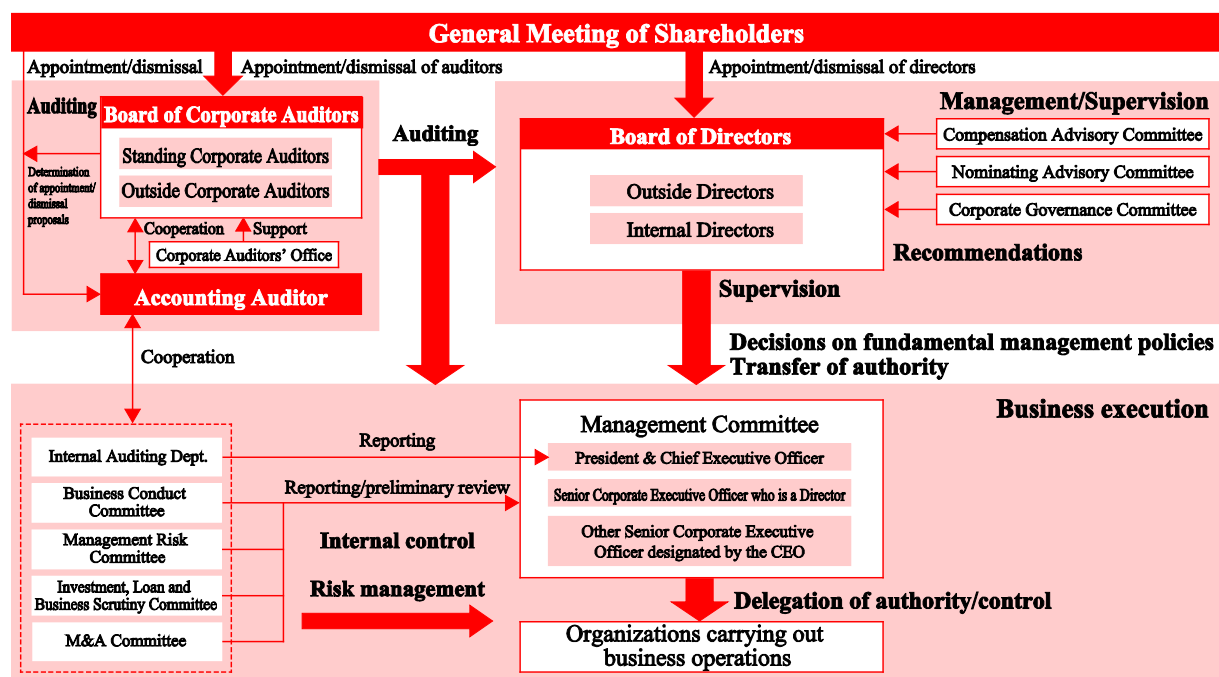 General Meeting of Shareholders
Appointment/dismissal
Appointment/dismissal of auditors
Appointment/dismissal of directors
Auditing
Board of Corporate Auditors
Standing Corporate Auditors
Outside Corporate Auditors
Determination
of appointment/
dismissal
proposals
Cooperation
Support
Corporate Auditors’ Office
Accounting Auditor
Cooperation
Auditing
Management/Supervision
Board of Directors
Outside Directors
Internal Directors
Compensation Advisory Committee
Nominating Advisory Committee
Corporate Governance Committee
Recommendations
Supervision
Decisions on fundamental management policies
Transfer of authority
Business execution
Internal Auditing Dept.
Business Conduct
Committee
Management Risk
Committee
Investment, Loan and
Business Scrutiny Committee
M&A Committee
Reporting
Reporting/preliminary review
Internal control
Risk management
Management Committee
President & Chief Executive Officer
Senior Corporate Executive Officer who is a Director
Other Senior Corporate Executive
Officer designated by the CEO
Delegation of authority/control
Organizations carrying out
business operations